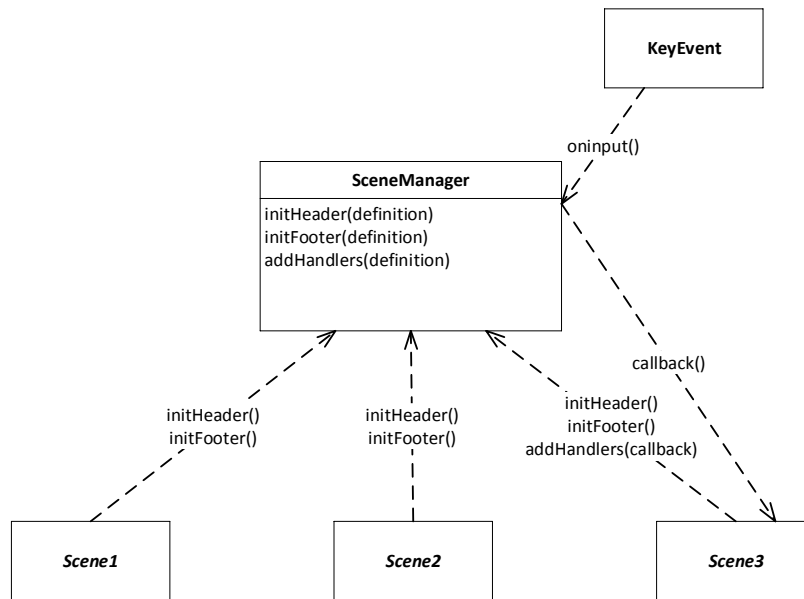 KeyEvent
oninput()
SceneManager
initHeader(definition)
initFooter(definition)
addHandlers(definition)
callback()
initHeader()
initFooter()
initHeader()
initFooter()
initHeader()
initFooter()
addHandlers(callback)
Scene1
Scene2
Scene3